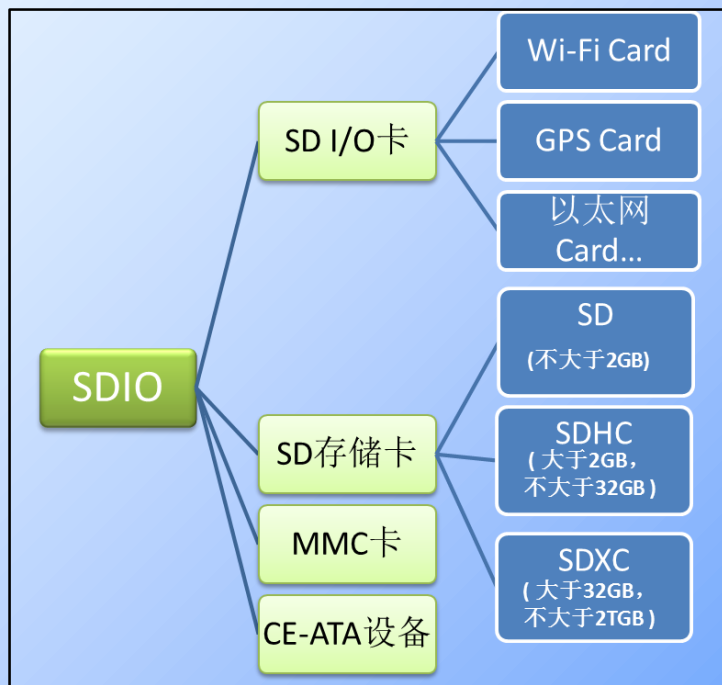 SDIO
SD I/O卡
Wi-Fi Card
GPS Card
以太网
Card...
SD存储卡
SD
(不大于2GB)
SDHC
( 大于2GB,
不大于32GB )
SDXC
( 大于32GB,
不大于2TGB )
MMC卡
CE-ATA设备